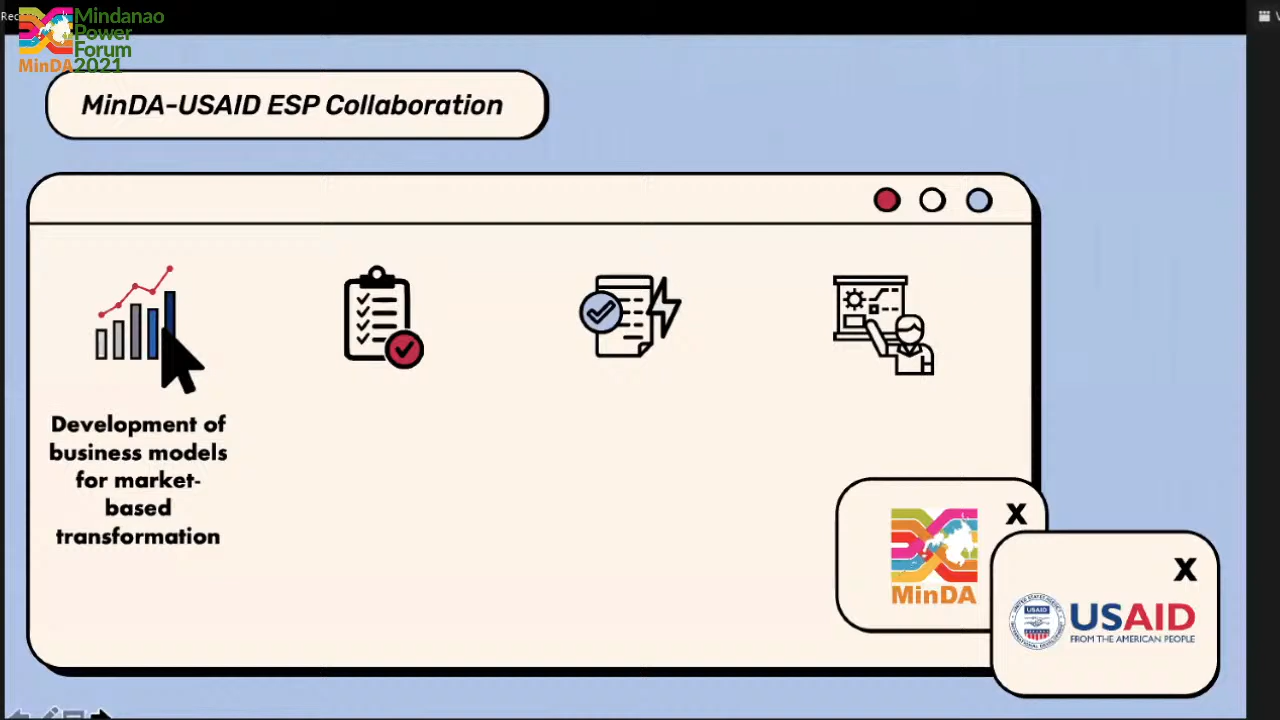 Mindanao
Power
Forum
2021
MinDA
MinDA-USAID ESP Collaboration
Development of
business models
for market-
based
transformation
X
MinDA
X
USAID
USAID
FROM THE AMERICAN PEOPLE